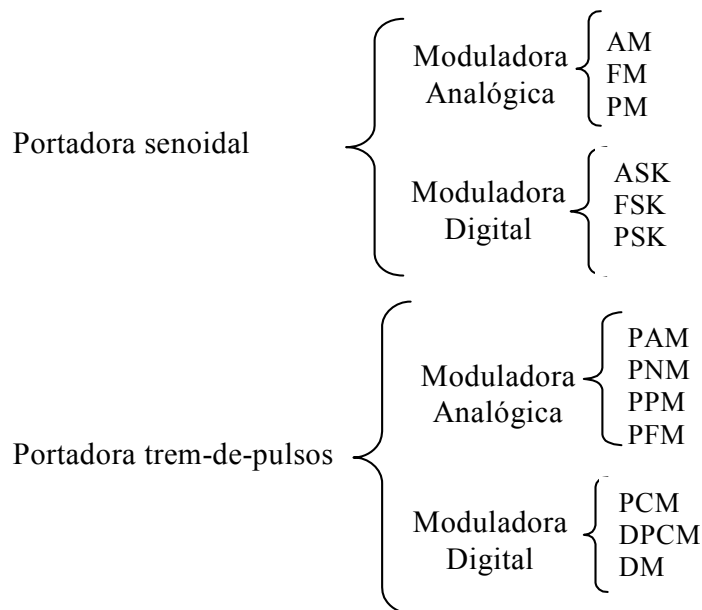 Portadora senoidal
Moduladora
Analógica
AM
FM
PM
Moduladora
Digital
ASK
FSK
PSK
Portadora trem-de-pulsos
Moduladora
Analógica
PAM
PNM
PPM
PFM
Moduladora
Digital
PCM
DPCM
DM